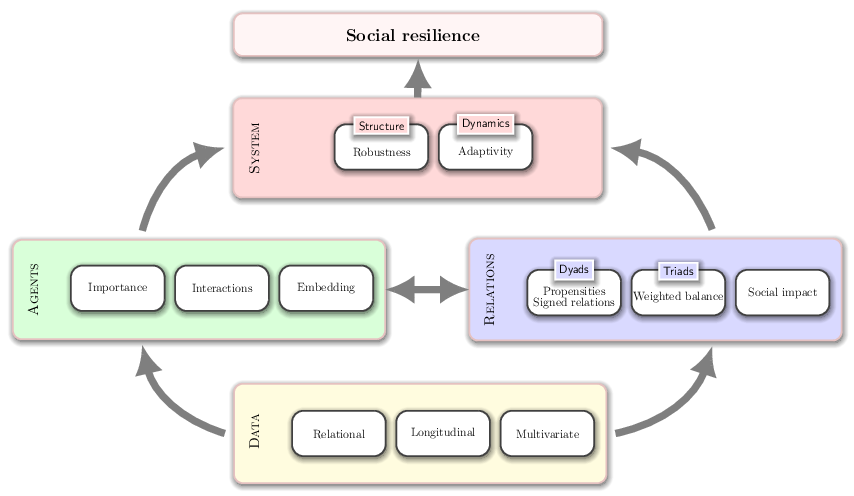 Social resilience
SYSTEM
Structure
Robustness
Dynamics
Adaptivity
AGENTS
Importance
Interactions
Embedding
RELATIONS
Dyads
Propensities
Signed relations
Triads
Weighted balance
Social impact
DATA
Relational
Longitudinal
Multivariate